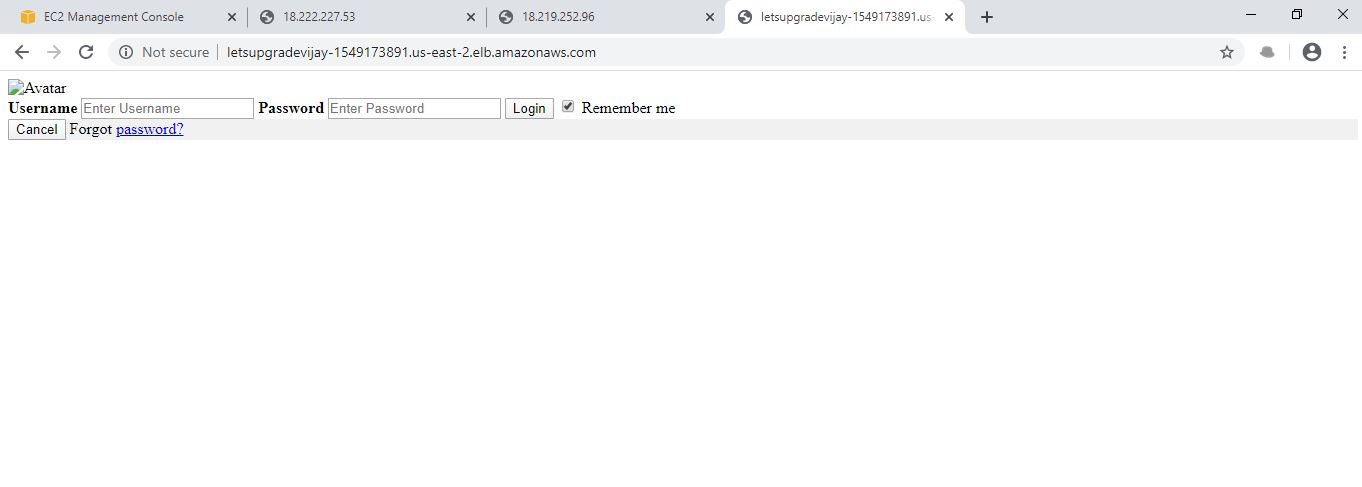 EC2 Management Console
18.222.227.53
18.219.252.96
letsupgradevijay-1549173891.us-
Not secure | letsupgradevijay-1549173891.us-east-2.elb.amazonaws.com
Avatar
Username Enter Username Password Enter Password Login Remember me
Cancel Forgot password?